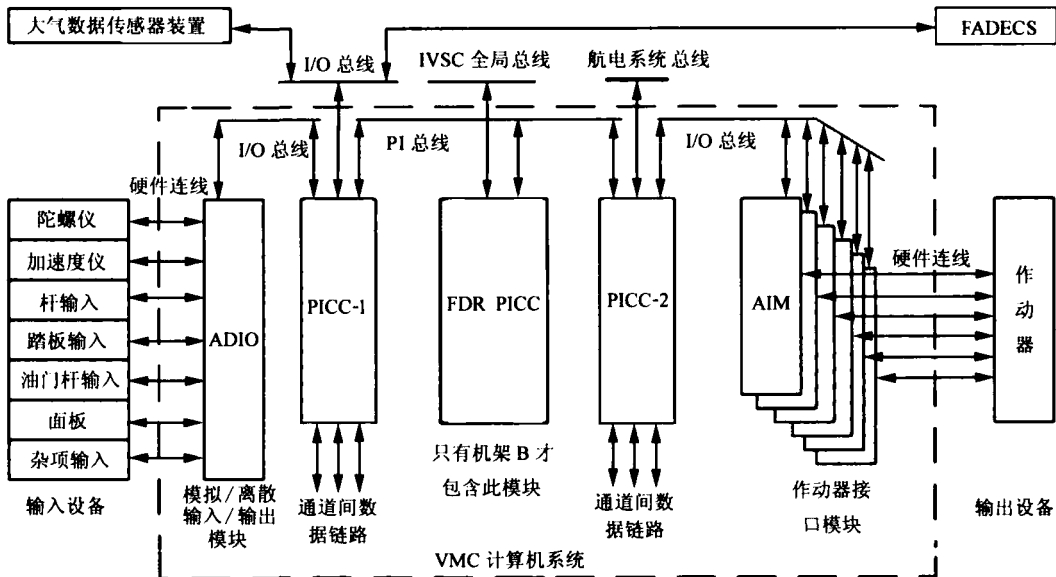 大气数据传感器装置
FADECS
I/O 总线
IVSC 全局总线
航电系统总线
I/O 总线
PI 总线
I/O 总线
硬件连线
陀螺仪
加速度仪
杆输入
踏板输入
油门杆输入
面板
杂项输入
输入设备
ADIO
模拟/离散
输入/输出
模块
PICC-1
通道间数
据链路
FDR PICC
只有机架 B 才
包含此模块
PICC-2
通道间数
据链路
AIM
作动器接
口模块
硬件连线
作
动
器
输出设备
VMC 计算机系统